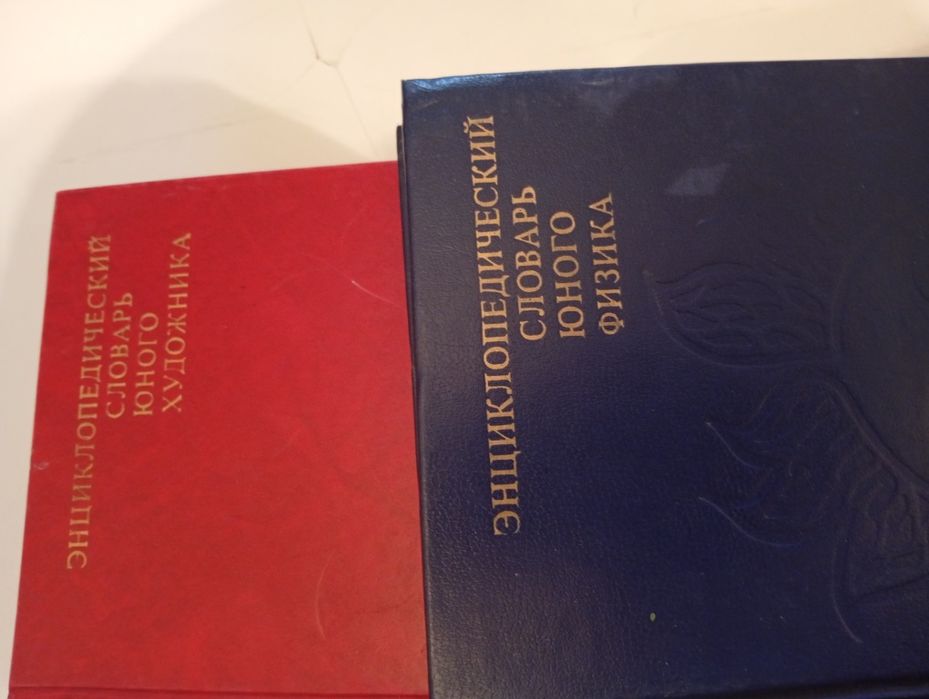 ЭНЦИКЛОПЕДИЧЕСКИЙ
СЛОВАРЬ
ЮНОГО
ХУДОЖНИКА
ЭНЦИКЛОПЕДИЧЕСКИЙ
СЛОВАРЬ
ЮНОГО
ФИЗИКА